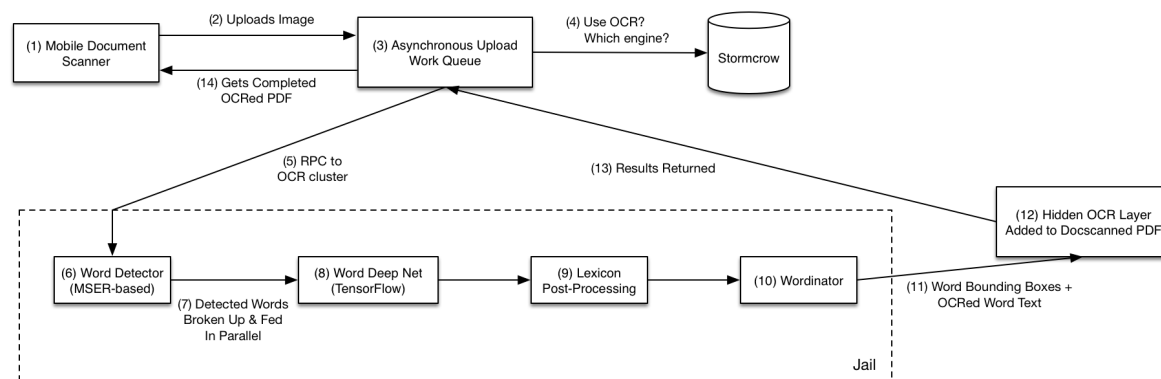 (1) Mobile Document
Scanner
(2) Uploads Image
(3) Asynchronous Upload
Work Queue
(4) Use OCR?
Which engine?
Stormcrow
(14) Gets Completed
OCRed PDF
(5) RPC to
OCR cluster
(13) Results Returned
(12) Hidden OCR Layer
Added to Docscanned PDF
(6) Word Detector
(MSER-based)
(7) Detected Words
Broken Up & Fed
In Parallel
(8) Word Deep Net
(TensorFlow)
(9) Lexicon
Post-Processing
(10) Wordinator
(11) Word Bounding Boxes +
OCRed Word Text
Jail